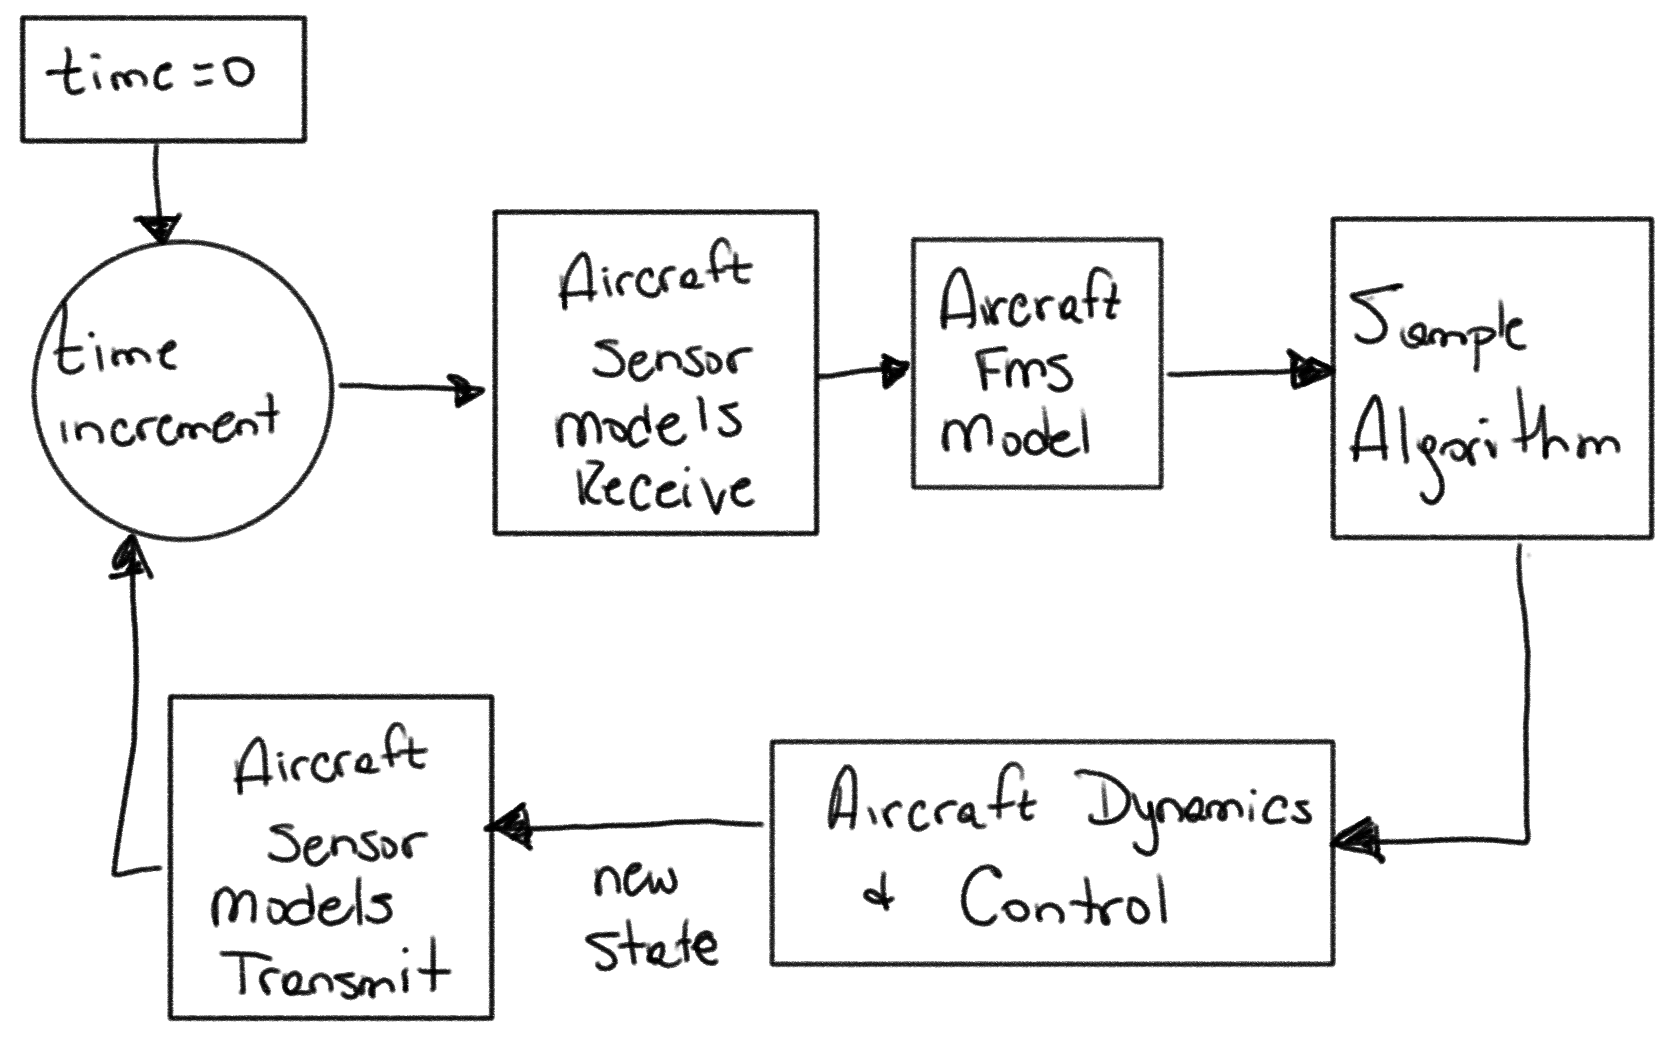 time = 0
time
increment
Aircraft
Sensor
Models
Receive
Aircraft
Fms
Model
Sample
Algorithm
Aircraft Dynamics
& Control
new
state
Aircraft
Sensor
Models
Transmit